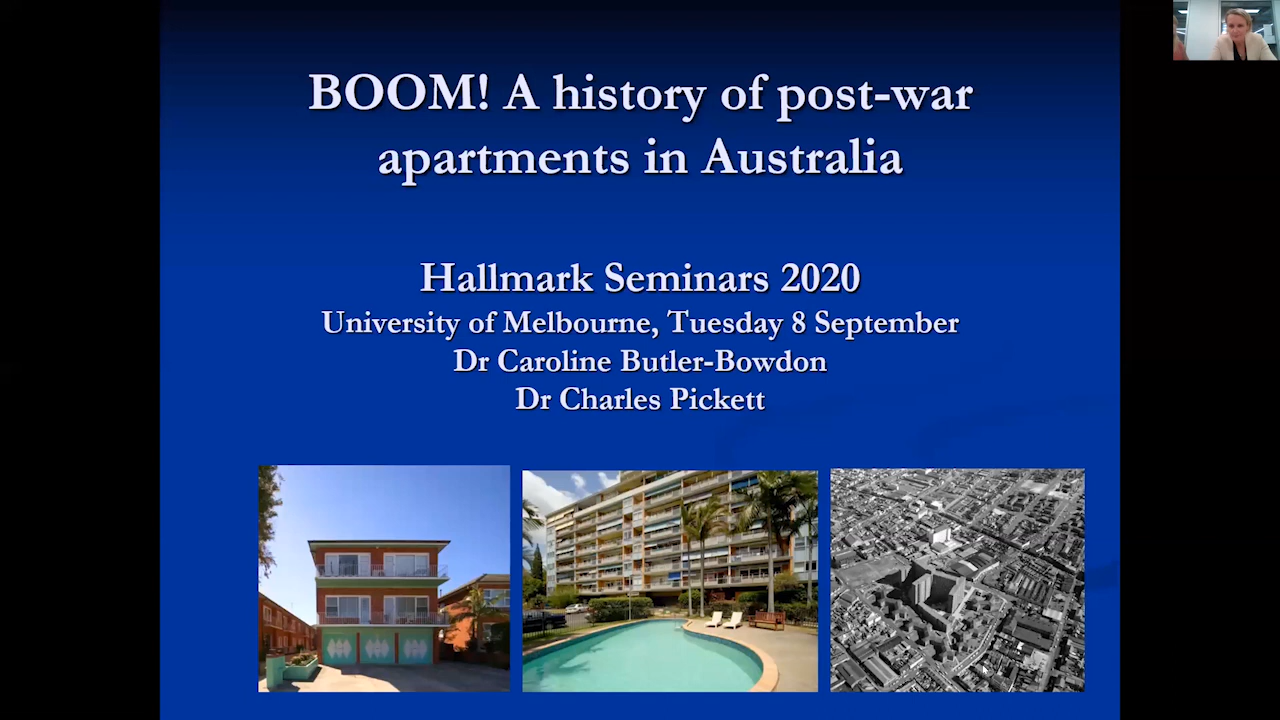 BOOM! A history of post-war
apartments in Australia
Hallmark Seminars 2020
University of Melbourne, Tuesday 8 September
Dr Caroline Butler-Bowdon
Dr Charles Pickett